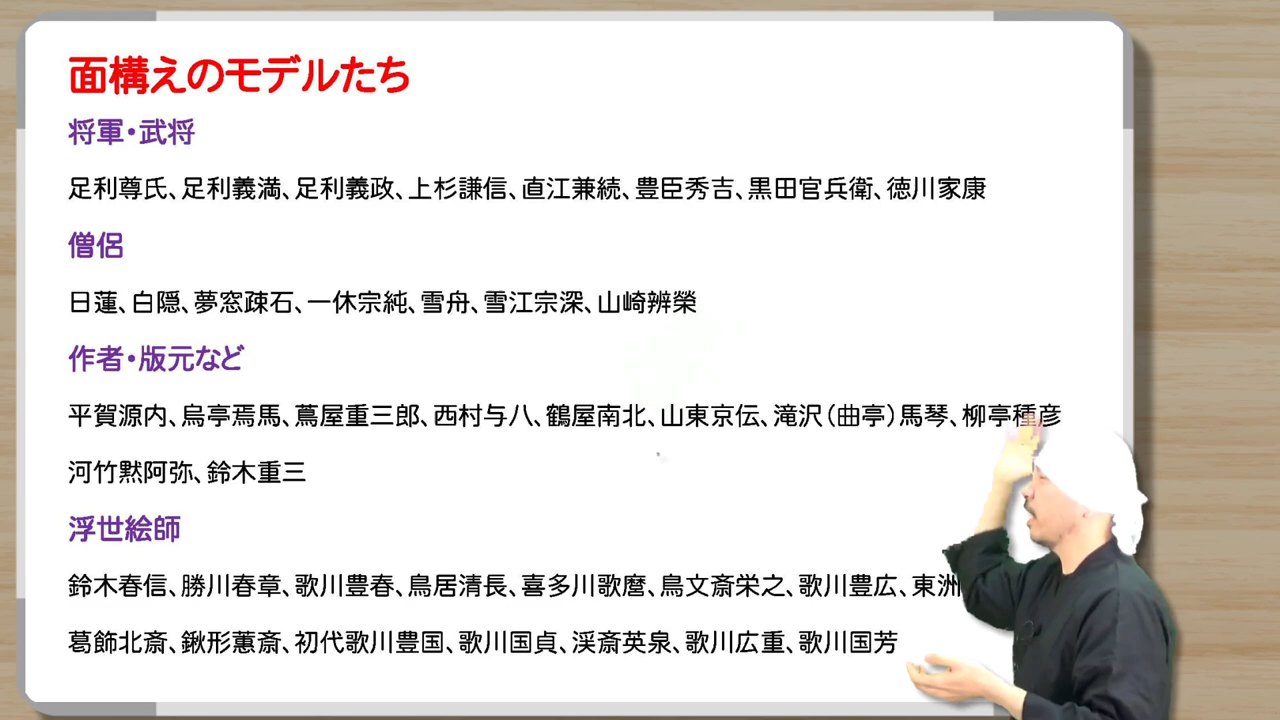 面構えのモデルたち
将軍・武将
足利尊氏、足利義満、足利義政、上杉謙信、直江兼続、豊臣秀吉、黒田官兵衛、徳川家康
僧侶
日蓮、白隠、夢窓疎石、一休宗純、雪舟、雪江宗深、山崎辨榮
作者・版元など
平賀源内、烏亭焉馬、蔦屋重三郎、西村与八、鶴屋南北、山東京伝、滝沢（曲亭）馬琴、柳亭種彦
河竹黙阿弥、鈴木重三
浮世絵師
鈴木春信、勝川春章、歌川豊春、鳥居清長、喜多川歌麿、鳥文斎栄之、歌川豊広、東洲
葛飾北斎、鍬形蕙斎、初代歌川豊国、歌川国貞、渓斎英泉、歌川広重、歌川国芳